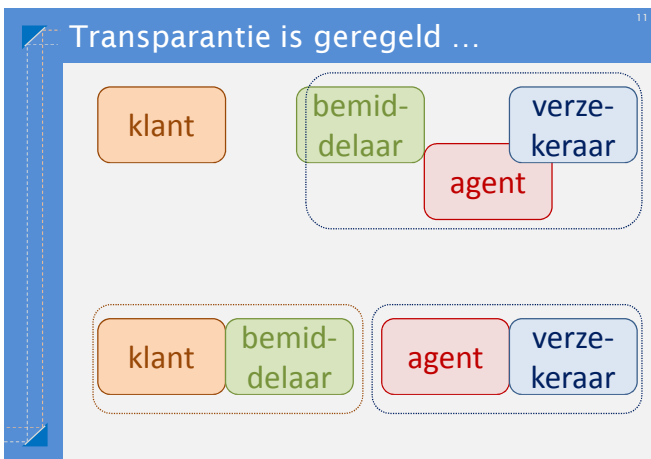 11
Transparantie is geregeld ...
klant
bemid-
delaar
verze-
keraar
agent
klant
bemid-
delaar
agent
verze-
keraar